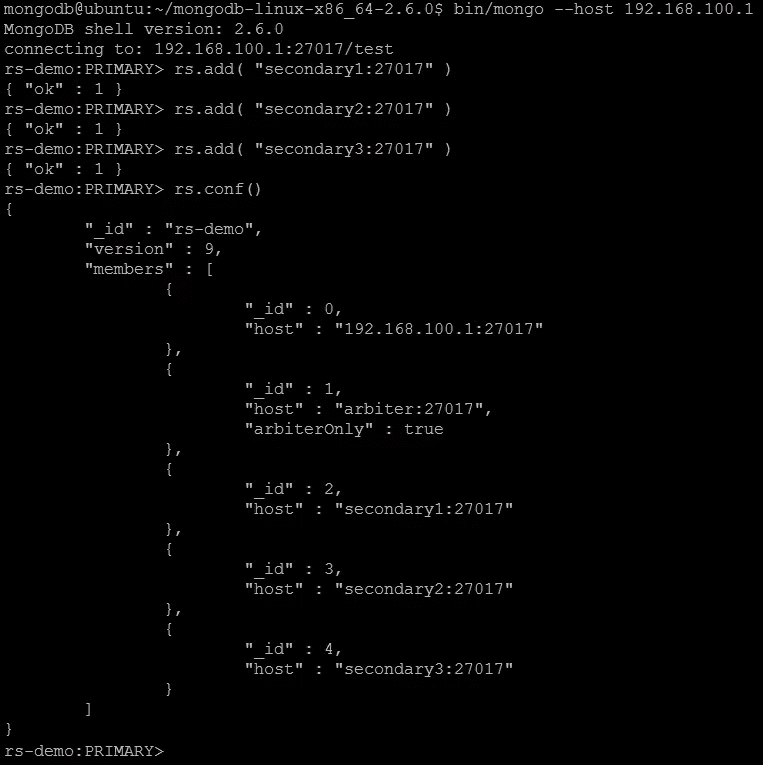 mongodb@ubuntu:~/mongodb-linux-x86_64-2.6.0$ bin/mongo --host 192.168.100.1
MongoDB shell version: 2.6.0
connecting to: 192.168.100.1:27017/test
rs-demo:PRIMARY> rs.add( "secondary1:27017" )
{ "ok" : 1 }
rs-demo:PRIMARY> rs.add( "secondary2:27017" )
{ "ok" : 1 }
rs-demo:PRIMARY> rs.add( "secondary3:27017" )
{ "ok" : 1 }
rs-demo:PRIMARY> rs.conf()
{
        "_id" : "rs-demo",
        "version" : 9,
        "members" : [
                {
                        "_id" : 0,
                        "host" : "192.168.100.1:27017"
                },
                {
                        "_id" : 1,
                        "host" : "arbiter:27017",
                        "arbiterOnly" : true
                },
                {
                        "_id" : 2,
                        "host" : "secondary1:27017"
                },
                {
                        "_id" : 3,
                        "host" : "secondary2:27017"
                },
                {
                        "_id" : 4,
                        "host" : "secondary3:27017"
                }
        ]
}
rs-demo:PRIMARY>